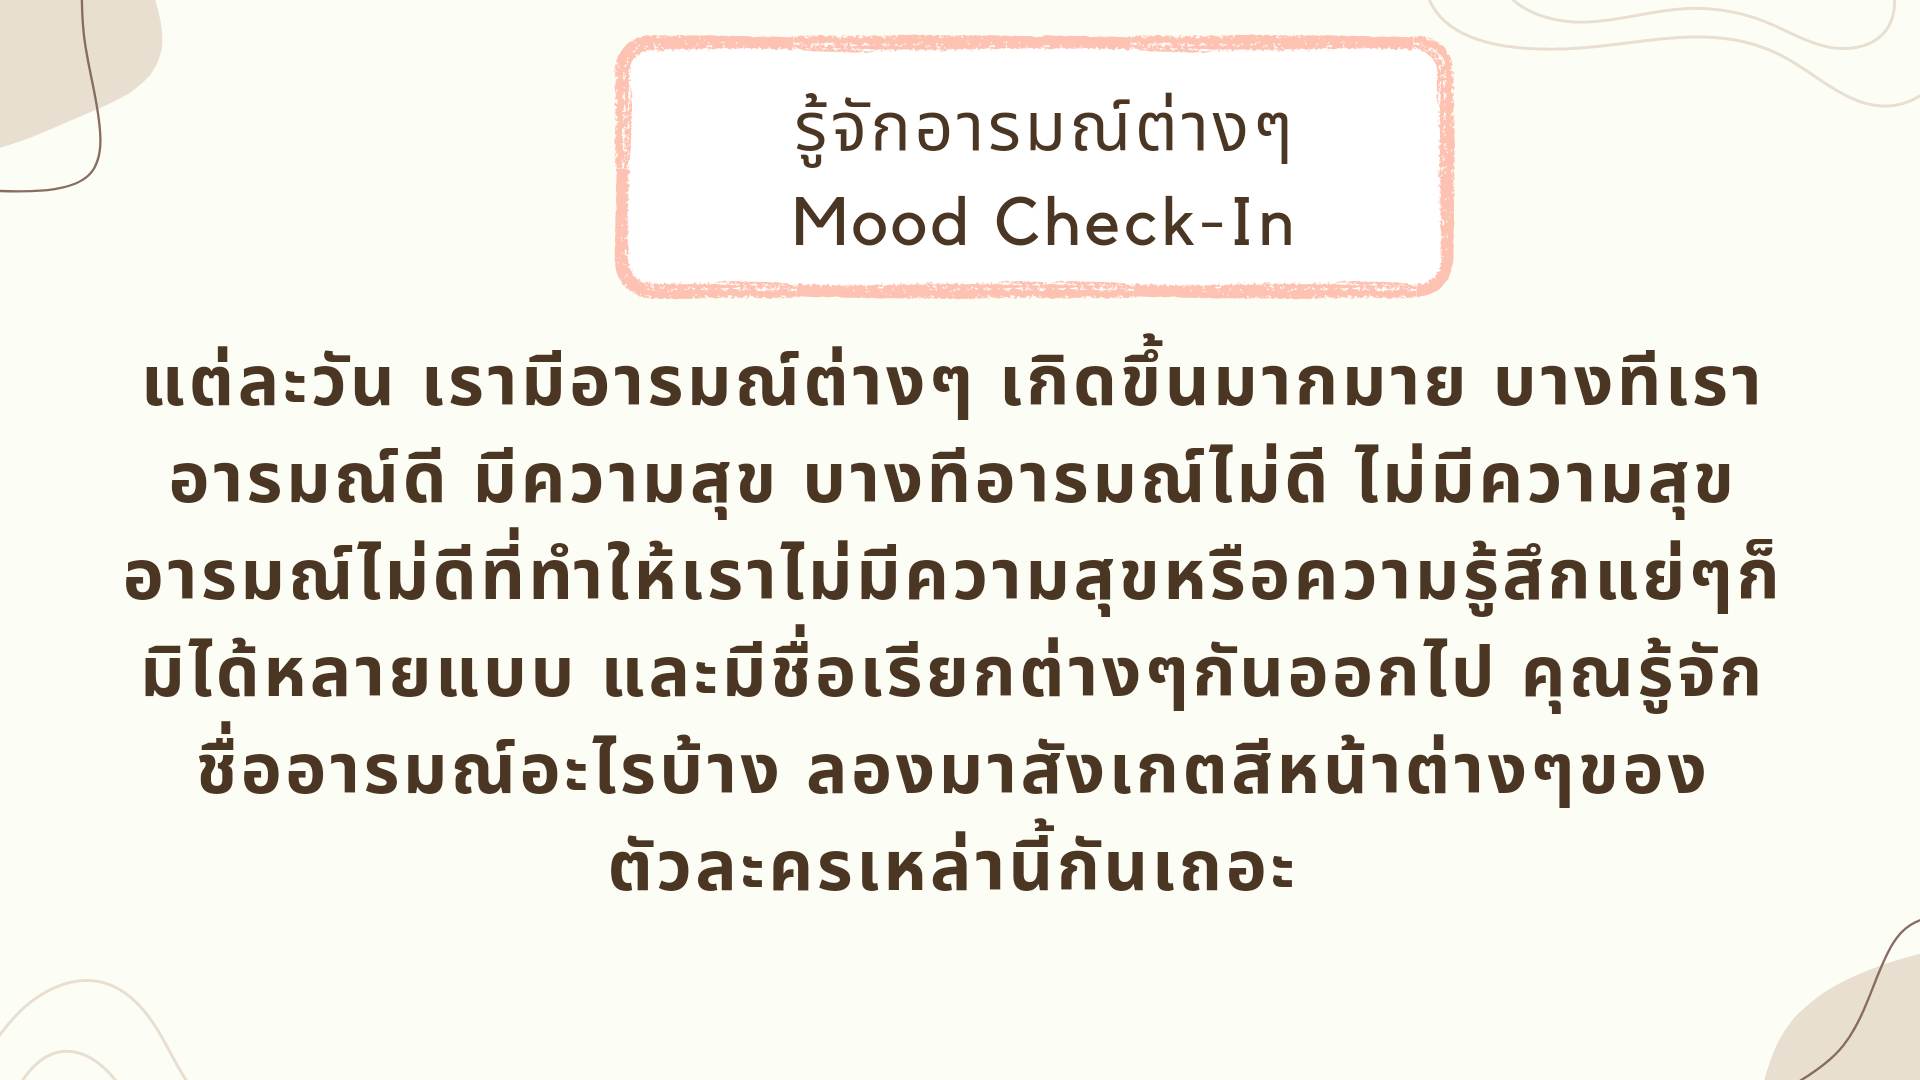 รู้จักอารมณ์ต่างๆ
Mood Check-In
แต่ละวัน เรามีอารมณ์ต่างๆ เกิดขึ้นมากมาย บางทีเรา
อารมณ์ดี มีความสุข บางทีอารมณ์ไม่ดี ไม่มีความสุข
อารมณ์ไม่ดีที่ทำให้เราไม่มีความสุขหรือความรู้สึกแย่ๆก็
มิได้หลายแบบ และมีชื่อเรียกต่างๆกันออกไป คุณรู้จัก
ชื่ออารมณ์อะไรบ้าง ลองมาสังเกตสีหน้าต่างๆของ
ตัวละครเหล่านี้กันเถอะ